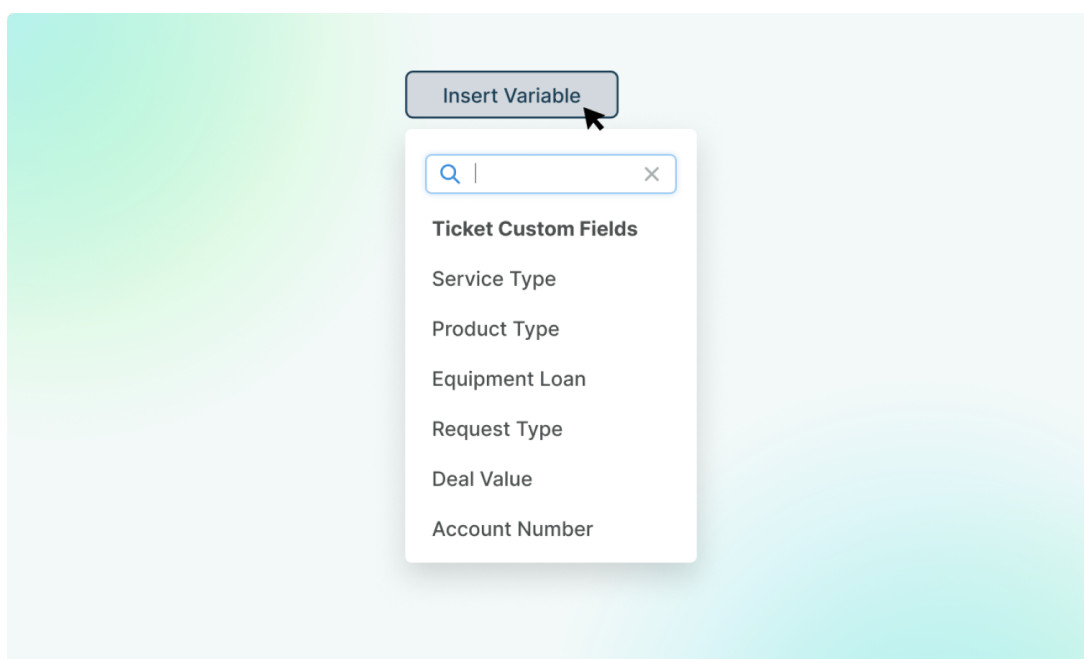 Insert Variable
Ticket Custom Fields
Service Type
Product Type
Equipment Loan
Request Type
Deal Value
Account Number